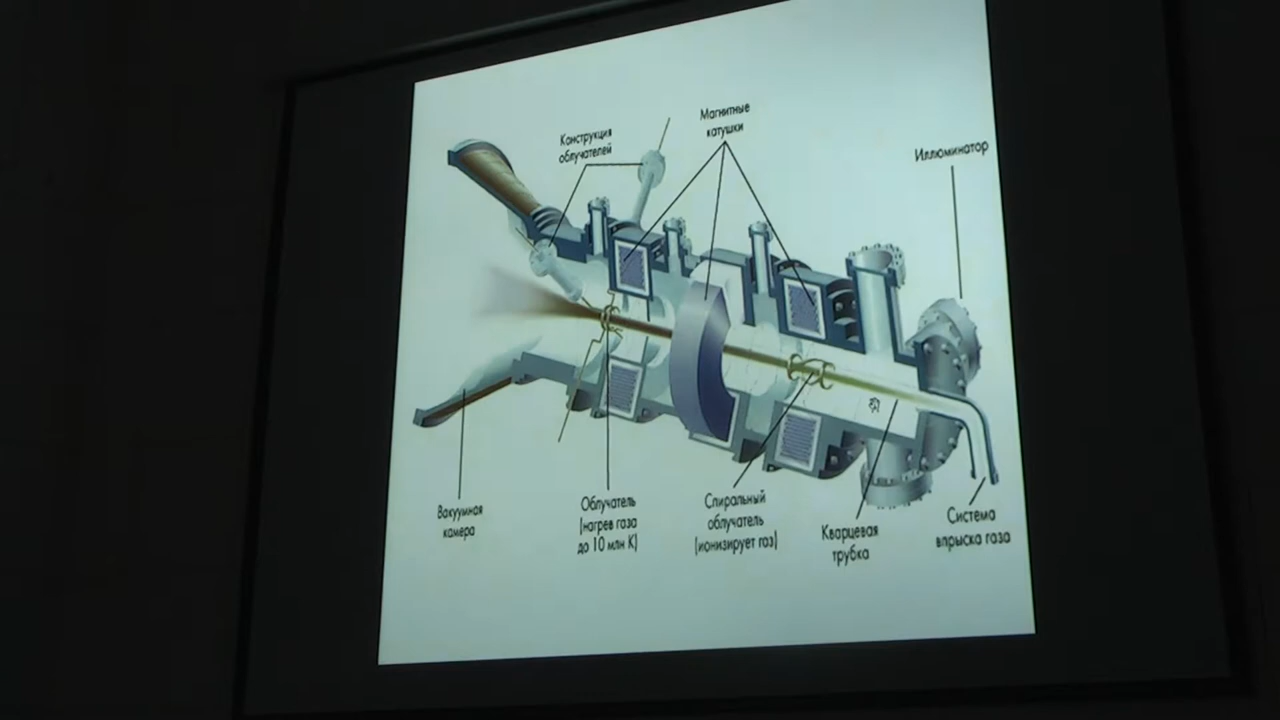 Конструкция
облучателей
Магнитные
катушки
Иллюминатор
Вакуумная
камера
Облучатель
(нагрев газа
до 10 млн К)
Спиральный
облучатель
(ионизирует газ)
Кварцевая
трубка
Система
впрыска газа